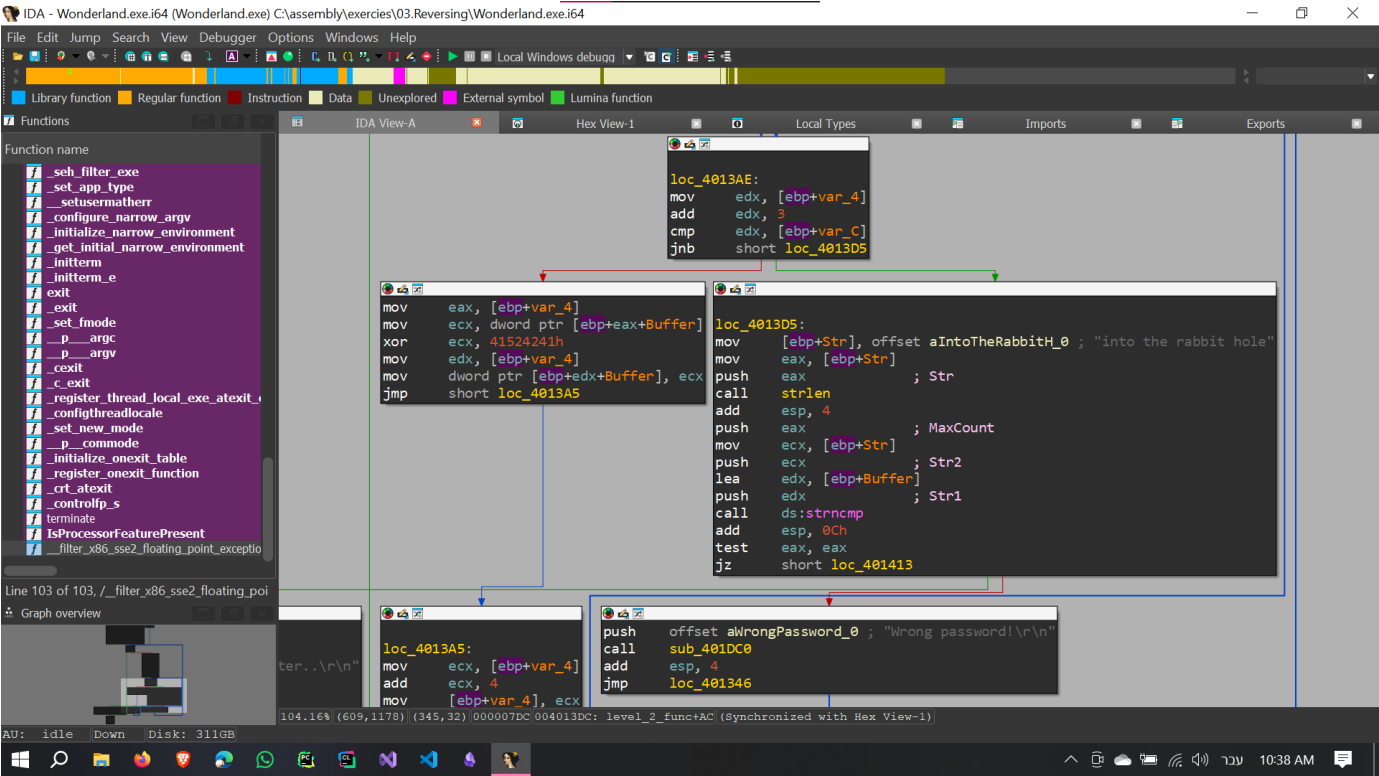 IDA - Wonderland.exe.i64 (Wonderland.exe) C:\assembly\exercies\03.Reversing\Wonderland.exe.i64
File Edit Jump Search View Debugger Options Windows Help
Local Windows debugg
Library function Regular function Instruction Data Unexplored External symbol Lumina function
Functions
IDA View-A Hex View-1 Local Types Imports Exports
Function name
_seh_filter_exe
_set_app_type
__setusermatherr
_configure_narrow_argv
_initialize_narrow_environment
_get_initial_narrow_environment
_initterm
_initterm_e
exit
_exit
_set_fmode
__p___argc
__p___argv
_cexit
_c_exit
_register_thread_local_exe_atexit_c
_configthreadlocale
_set_new_mode
__p__commode
_initialize_onexit_table
_register_onexit_function
_crt_atexit
_controlfp_s
terminate
IsProcessorFeaturePresent
__filter_x86_sse2_floating_point_exceptio
Line 103 of 103, /__filter_x86_sse2_floating_poi
Graph overview
loc_4013AE:
mov edx, [ebp+var_4]
add edx, 3
cmp edx, [ebp+var_C]
jnb short loc_4013D5
mov eax, [ebp+var_4]
mov ecx, dword ptr [ebp+eax+Buffer]
xor ecx, 41524241h
mov edx, [ebp+var_4]
mov dword ptr [ebp+edx+Buffer], ecx
jmp short loc_4013A5
loc_4013D5:
mov [ebp+Str], offset aIntoTheRabbitH_0 ; "into the rabbit hole"
mov eax, [ebp+Str]
push eax ; Str
call strlen
add esp, 4
push eax ; MaxCount
mov ecx, [ebp+Str]
push ecx ; Str2
lea edx, [ebp+Buffer]
push edx ; Str1
call ds:strncmp
add esp, 0Ch
test eax, eax
jz short loc_401413
ter..\r\n"
loc_4013A5:
mov ecx, [ebp+var_4]
add ecx, 4
mov [ebp+var_4], ecx
push offset aWrongPassword_0 ; "Wrong password!\r\n"
call sub_401DC0
add esp, 4
jmp loc_401346
104.16% (609,1178) (345,32) 000007DC 004013DC: level_2_func+AC (Synchronized with Hex View-1)
AU: idle Down Disk: 311GB
עבר 10:38 AM